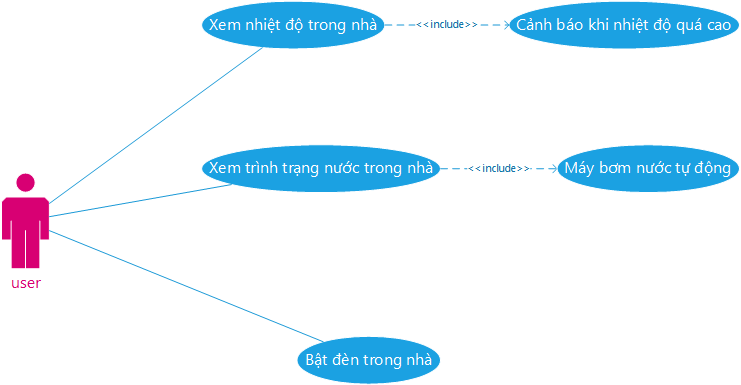 Xem nhiệt độ trong nhà
<<include>>
Cảnh báo khi nhiệt độ quá cao
Xem trình trạng nước trong nhà
<<include>>
Máy bơm nước tự động
user
Bật đèn trong nhà